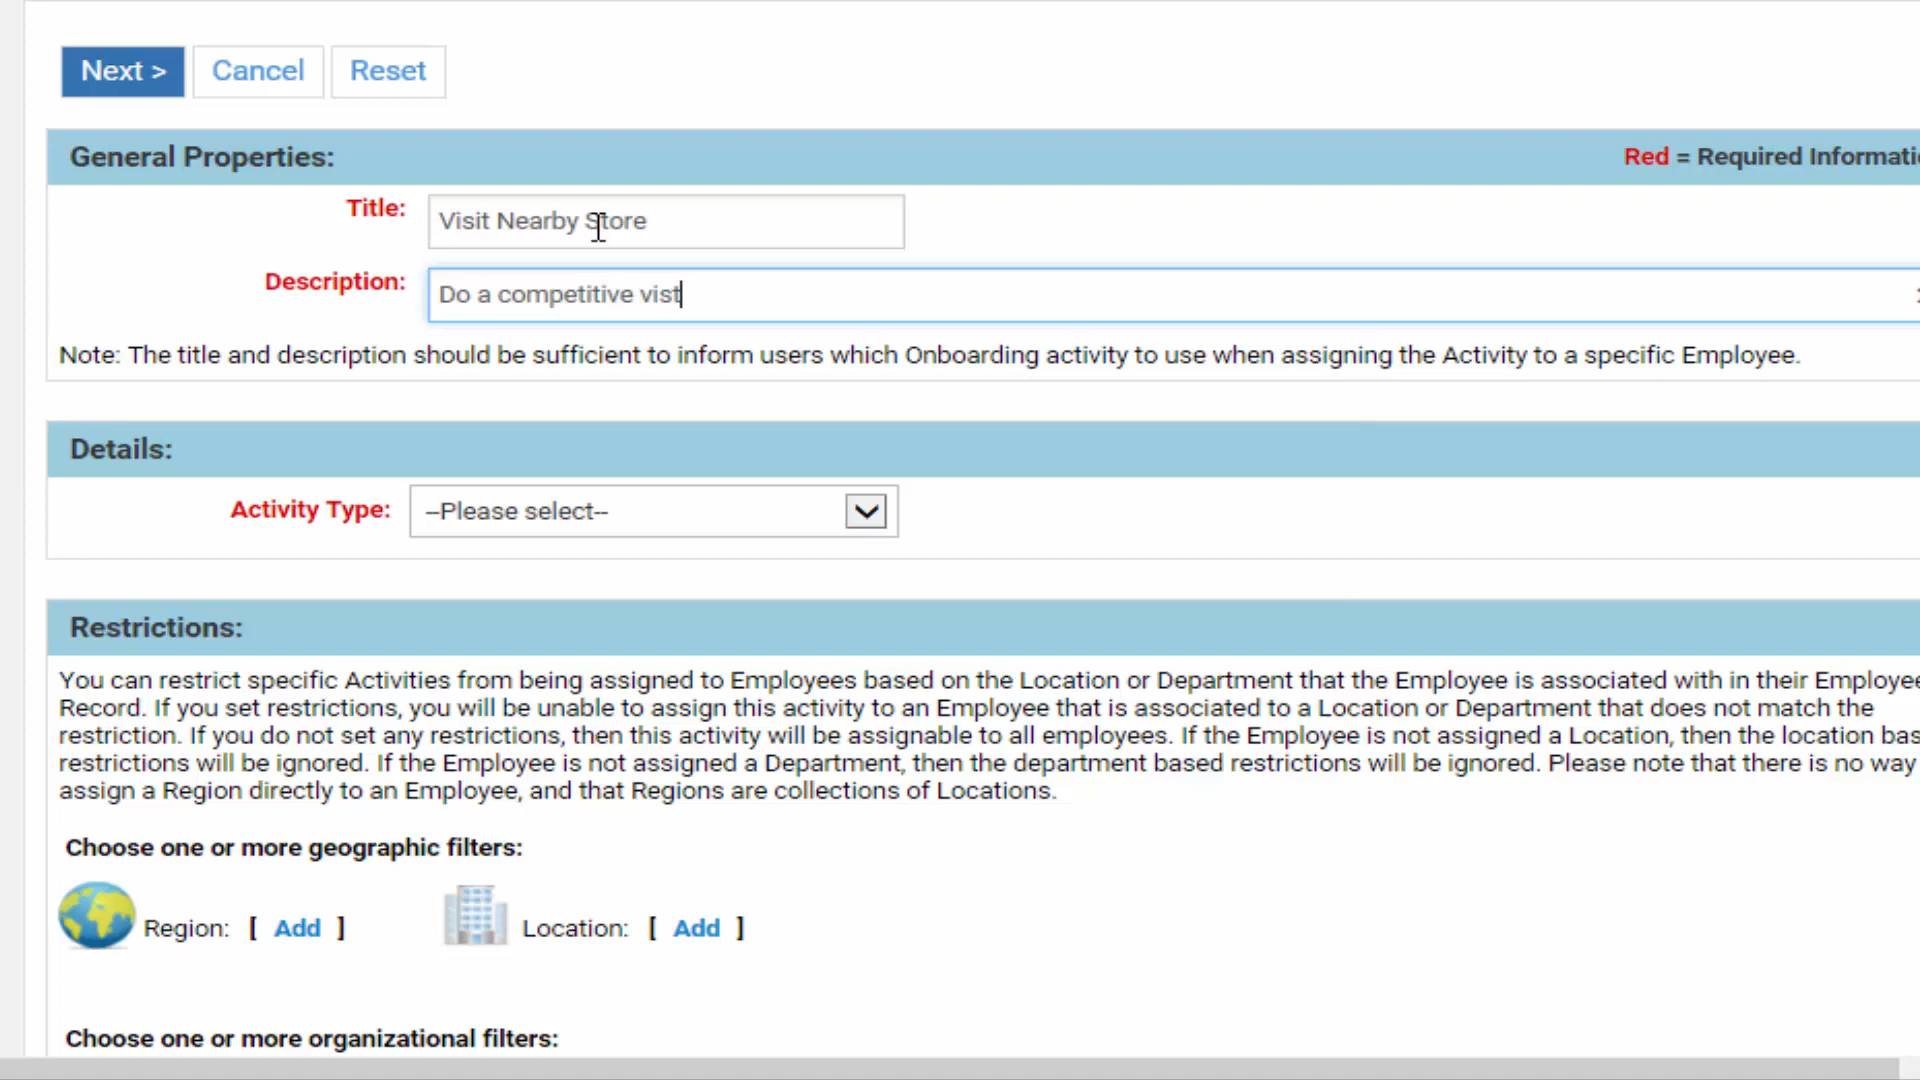 Next > Cancel Reset
General Properties: Red = Required
Title: Visit Nearby Store
Description: Do a competitive vist
Note: The title and description should be sufficient to inform users which Onboarding activity to use when assigning the Activity to a specific Employee.
Details:
Activity Type: --Please select--
Restrictions:
You can restrict specific Activities from being assigned to Employees based on the Location or Department that the Employee is associated with in their Employee
Record. If you set restrictions, you will be unable to assign this activity to an Employee that is associated to a Location or Department that does not match the
restriction. If you do not set any restrictions, then this activity will be assignable to all employees. If the Employee is not assigned a Location, then the location
restrictions will be ignored. If the Employee is not assigned a Department, then the department based restrictions will be ignored. Please note that there is no way
assign a Region directly to an Employee, and that Regions are collections of Locations.
Choose one or more geographic filters:
Region: [ Add ] Location: [ Add ]
Choose one or more organizational filters: